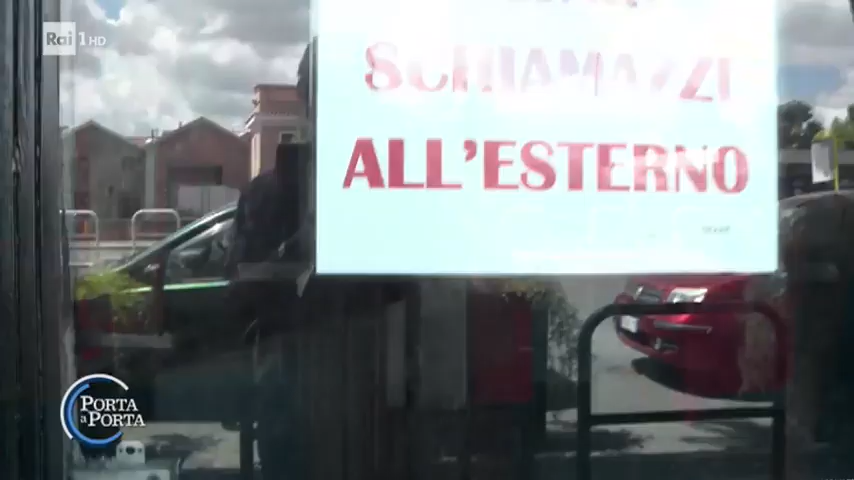 Rai 1 HD
SCHIAMAZZI
ALL'ESTERNO
PORTA
a PORTA